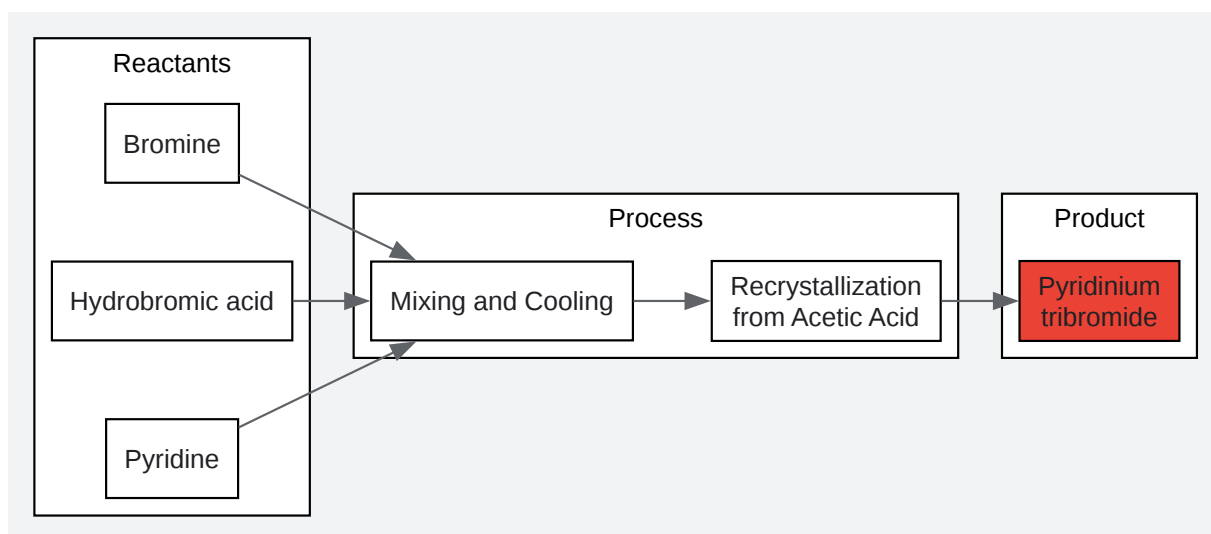 Reactants
Bromine
Hydrobromic acid
Pyridine
Process
Mixing and Cooling
Recrystallization
from Acetic Acid
Product
Pyridinium
tribromide